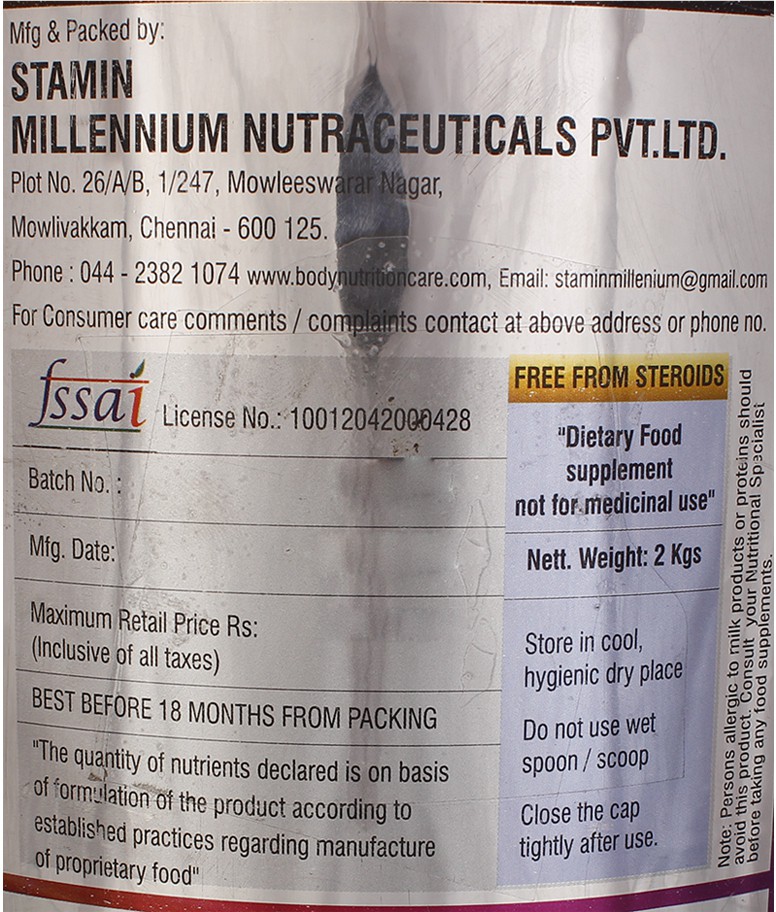 Mfg & Packed by:
STAMIN
MILLENNIUM NUTRACEUTICALS PVT.LTD.
Plot No. 26/A/B, 1/247, Mowleeswarar Nagar,
Mowlivakkam, Chennai - 600 125.
Phone : 044 - 2382 1074 www.bodynutritioncare.com, Email: staminmillenium@gmail.com
For Consumer care comments / complaints contact at above address or phone no.
fssai License No.: 10012042000428
Batch No. :
Mfg. Date:
Maximum Retail Price Rs:
(Inclusive of all taxes)
BEST BEFORE 18 MONTHS FROM PACKING
"The quantity of nutrients declared is on basis
of formulation of the product according to
established practices regarding manufacture
of proprietary food"
FREE FROM STEROIDS
"Dietary Food
supplement
not for medicinal use"
Nett. Weight: 2 Kgs
Store in cool,
hygienic dry place
Do not use wet
spoon / scoop
Close the cap
tightly after use.
Note: Persons allergic to milk products or proteins should
avoid this product. Consult your Nutritional Specialist
before taking any food supplements.